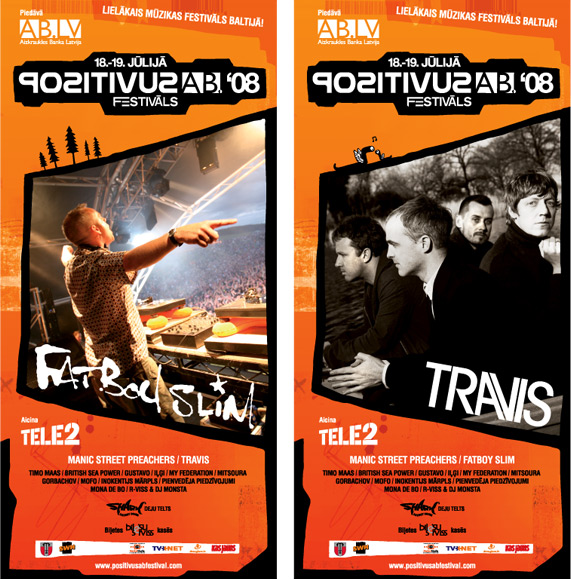 Piedāvā
AB.LV
Aizkraukles Banka Latvija
LIELĀKAIS MŪZIKAS FESTIVĀLS BALTIJĀ!
18.-19. JŪLIJĀ
POSITIVUS AB. '08
FESTIVĀLS
FATBOY SLIM
Aicina
TELE2
MANIC STREET PREACHERS / TRAVIS
TIMO MAAS / BRITISH SEA POWER / GUSTAVO / IĻĢI / MY FEDERATION / MITSOURA
GORBACHOV / MOFO / INOKENTIJS MĀRPLS / PIENVEDĒJA PIEDZĪVOJUMI
MONA DE BO / R-VISS & DJ MONSTA
DEJU TELTS
Biļetes
kasēs
TVNET
www.positivusabfestival.com
Piedāvā
AB.LV
Aizkraukles Banka Latvija
LIELĀKAIS MŪZIKAS FESTIVĀLS BALTIJĀ!
18.-19. JŪLIJĀ
POSITIVUS AB. '08
FESTIVĀLS
TRAVIS
Aicina
TELE2
MANIC STREET PREACHERS / FATBOY SLIM
TIMO MAAS / BRITISH SEA POWER / GUSTAVO / IĻĢI / MY FEDERATION / MITSOURA
GORBACHOV / MOFO / INOKENTIJS MĀRPLS / PIENVEDĒJA PIEDZĪVOJUMI
MONA DE BO / R-VISS & DJ MONSTA
DEJU TELTS
Biļetes
kasēs
TVNET
www.positivusabfestival.com